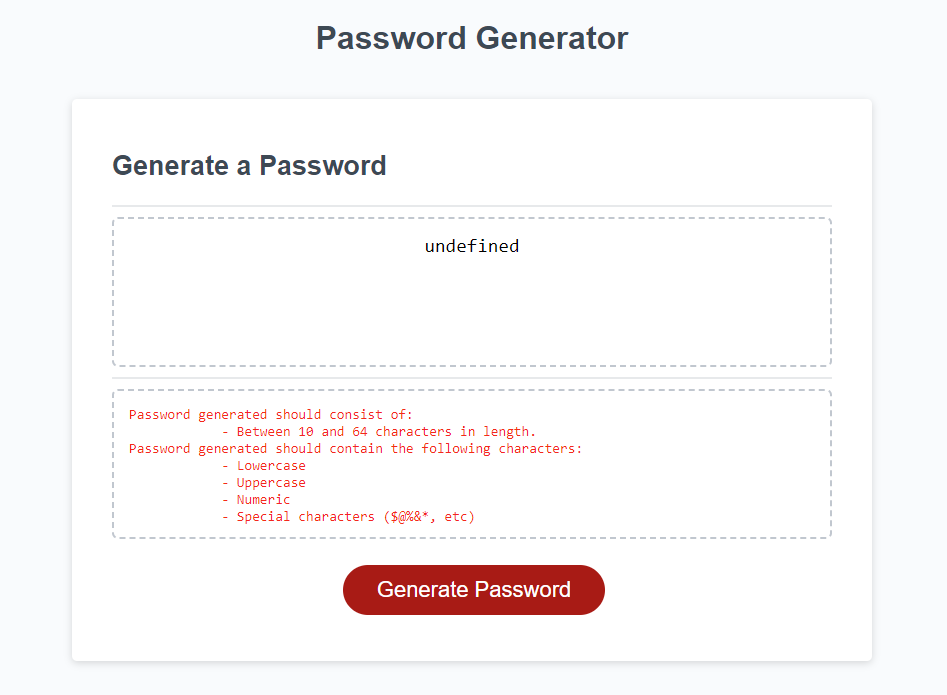 Password Generator
Generate a Password
undefined
Password generated should consist of:
- Between 10 and 64 characters in length.
Password generated should contain the following characters:
- Lowercase
- Uppercase
- Numeric
- Special characters ($@%&*, etc)
Generate Password